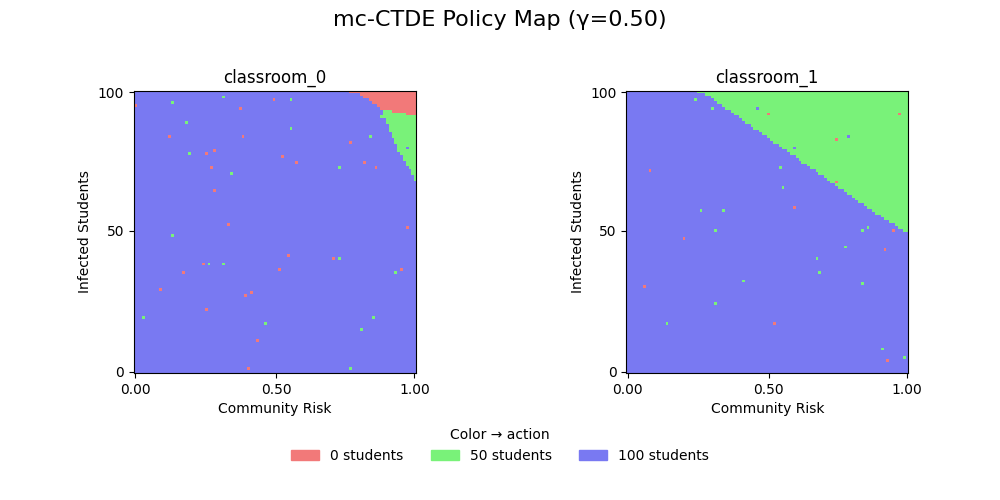 mc-CTDE Policy Map (γ=0.50)
classroom_0
classroom_1
100
50
0
Infected Students
0.00 0.50 1.00
Community Risk
100
50
0
Infected Students
0.00 0.50 1.00
Community Risk
Color → action
0 students 50 students 100 students